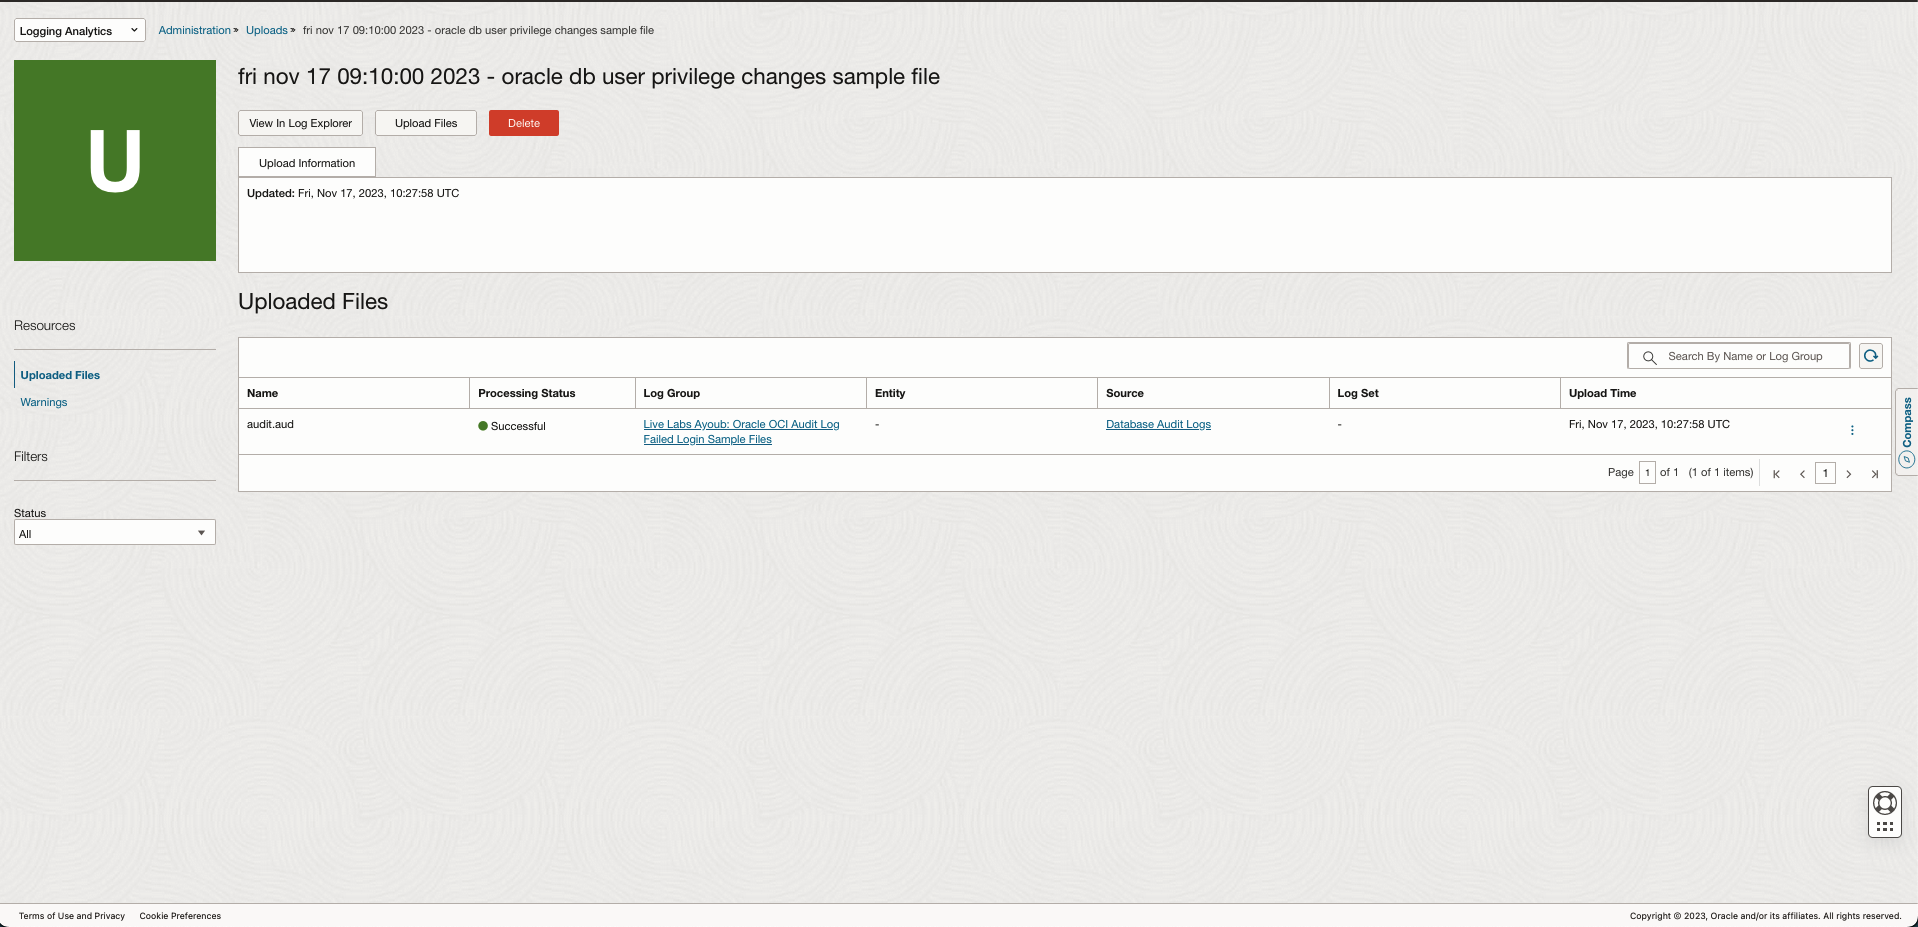 Logging Analytics
Administration » Uploads » fri nov 17 09:10:00 2023 - oracle db user privilege changes sample file
U
fri nov 17 09:10:00 2023 - oracle db user privilege changes sample file
View In Log Explorer Upload Files Delete
Upload Information
Updated: Fri, Nov 17, 2023, 10:27:58 UTC
Uploaded Files
Resources
Uploaded Files
Warnings
Filters
Status
All
Search By Name or Log Group
Name Processing Status Log Group Entity Source Log Set Upload Time
audit.aud Successful Live Labs Ayoub: Oracle OCI Audit Log - Database Audit Logs - Fri, Nov 17, 2023, 10:27:58 UTC
Failed Login Sample Files
Page 1 of 1 (1 of 1 items) 1
Compass
Terms of Use and Privacy Cookie Preferences
Copyright © 2023, Oracle and/or its affiliates. All rights reserved.